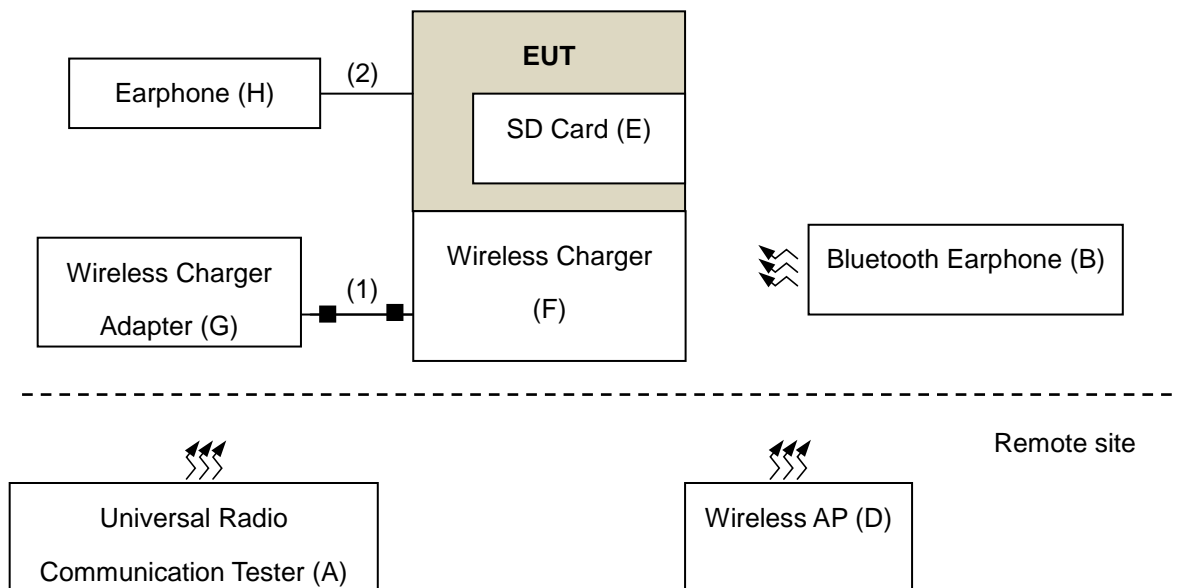 EUT
(2)
Earphone (H)
SD Card (E)
Wireless Charger
(F)
Wireless Charger
Adapter (G)
(1)
Bluetooth Earphone (B)
Remote site
Universal Radio
Communication Tester (A)
Wireless AP (D)